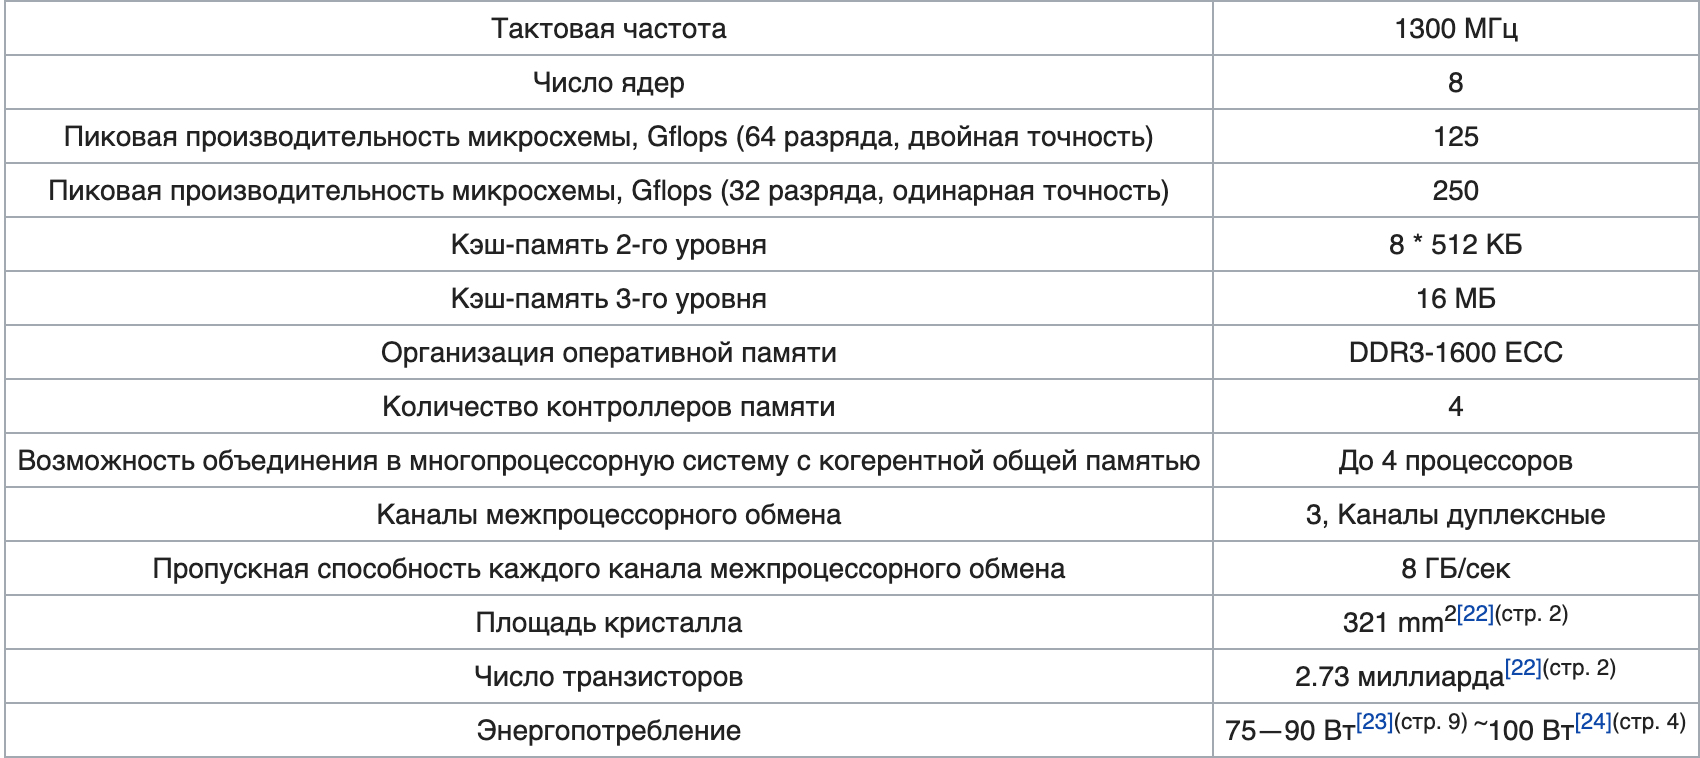 Тактовая частота 1300 МГц
Число ядер 8
Пиковая производительность микросхемы, Gflops (64 разряда, двойная точность) 125
Пиковая производительность микросхемы, Gflops (32 разряда, одинарная точность) 250
Кэш-память 2-го уровня 8 * 512 КБ
Кэш-память 3-го уровня 16 МБ
Организация оперативной памяти DDR3-1600 ECC
Количество контроллеров памяти 4
Возможность объединения в многопроцессорную систему с когерентной общей памятью До 4 процессоров
Каналы межпроцессорного обмена 3, Каналы дуплексные
Пропускная способность каждого канала межпроцессорного обмена 8 ГБ/сек
Площадь кристалла 321 mm2[22](стр. 2)
Число транзисторов 2.73 миллиарда[22](стр. 2)
Энергопотребление 75—90 Вт[23](стр. 9) ~100 Вт[24](стр. 4)